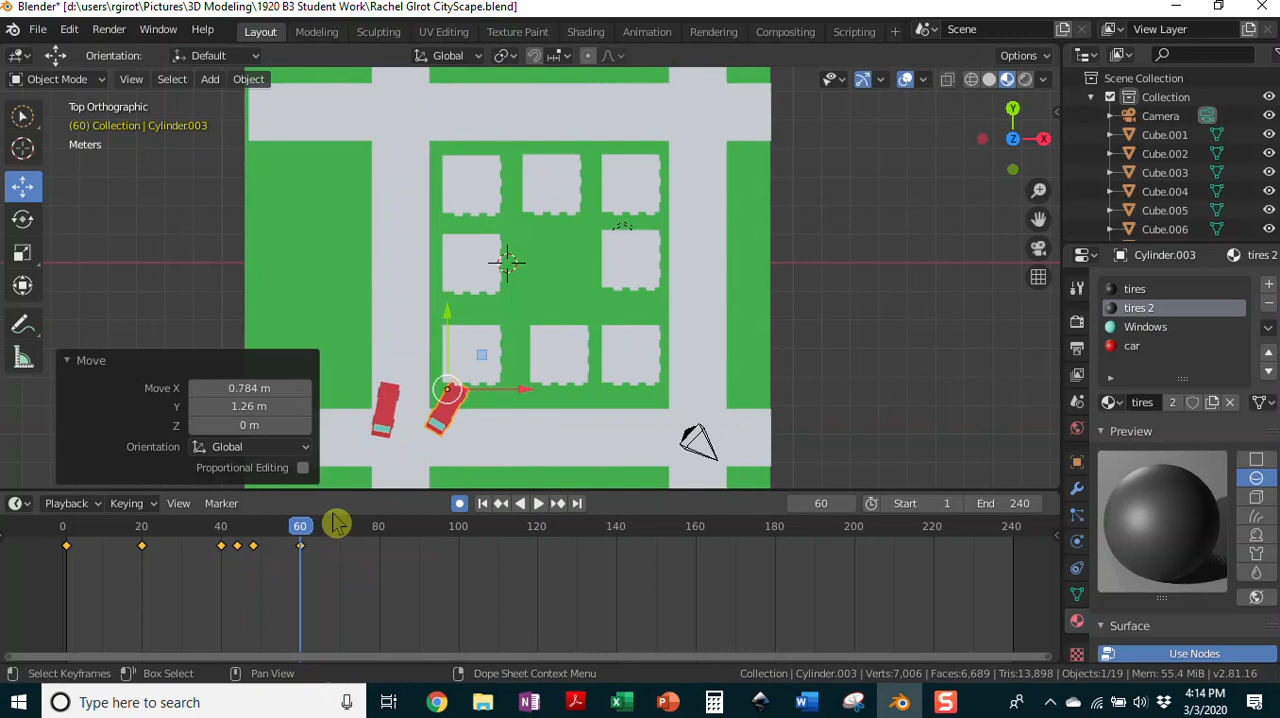 Blender* [d:\users\rgirot\Pictures\3D Modeling\1920 B3 Student Work\Rachel GIrot CityScape.blend]
File Edit Render Window Help Layout Modeling Sculpting UV Editing Texture Paint Shading Animation Rendering Compositing Scripting + Scene View Layer
Orientation: Default Global Options
Object Mode View Select Add Object
Top Orthographic
(60) Collection | Cylinder.003
Meters
Y
Z
X
Scene Collection
Collection
Camera
Cube.001
Cube.002
Cube.003
Cube.004
Cube.005
Cube.006
Cylinder.003 tires 2
tires
tires 2
Windows
car
tires 2
Preview
Surface
Use Nodes
Move
Move X 0.784 m
Y 1.26 m
Z 0 m
Orientation Global
Proportional Editing
Playback Keying View Marker 60 Start 1 End 240
0 20 40 60 80 100 120 140 160 180 200 220 240
Select Keyframes Box Select Pan View Dope Sheet Context Menu Collection | Cylinder.003 | Verts:7,006 | Faces:6,689 | Tris:13,898 | Objects:1/19 | Mem: 55.4 MiB | v2.81.16
Type here to search
4:14 PM
3/3/2020